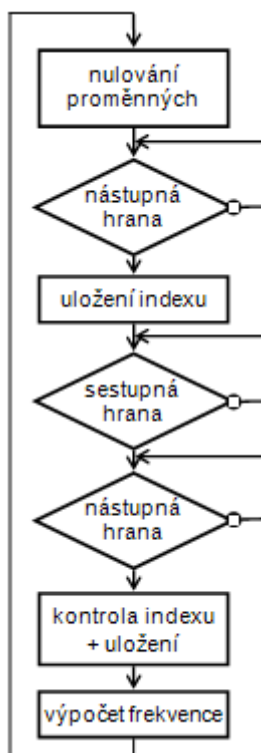 nulování
proměnných
nástupná
hrana
uložení indexu
sestupná
hrana
nástupná
hrana
kontrola indexu
+ uložení
výpočet frekvence